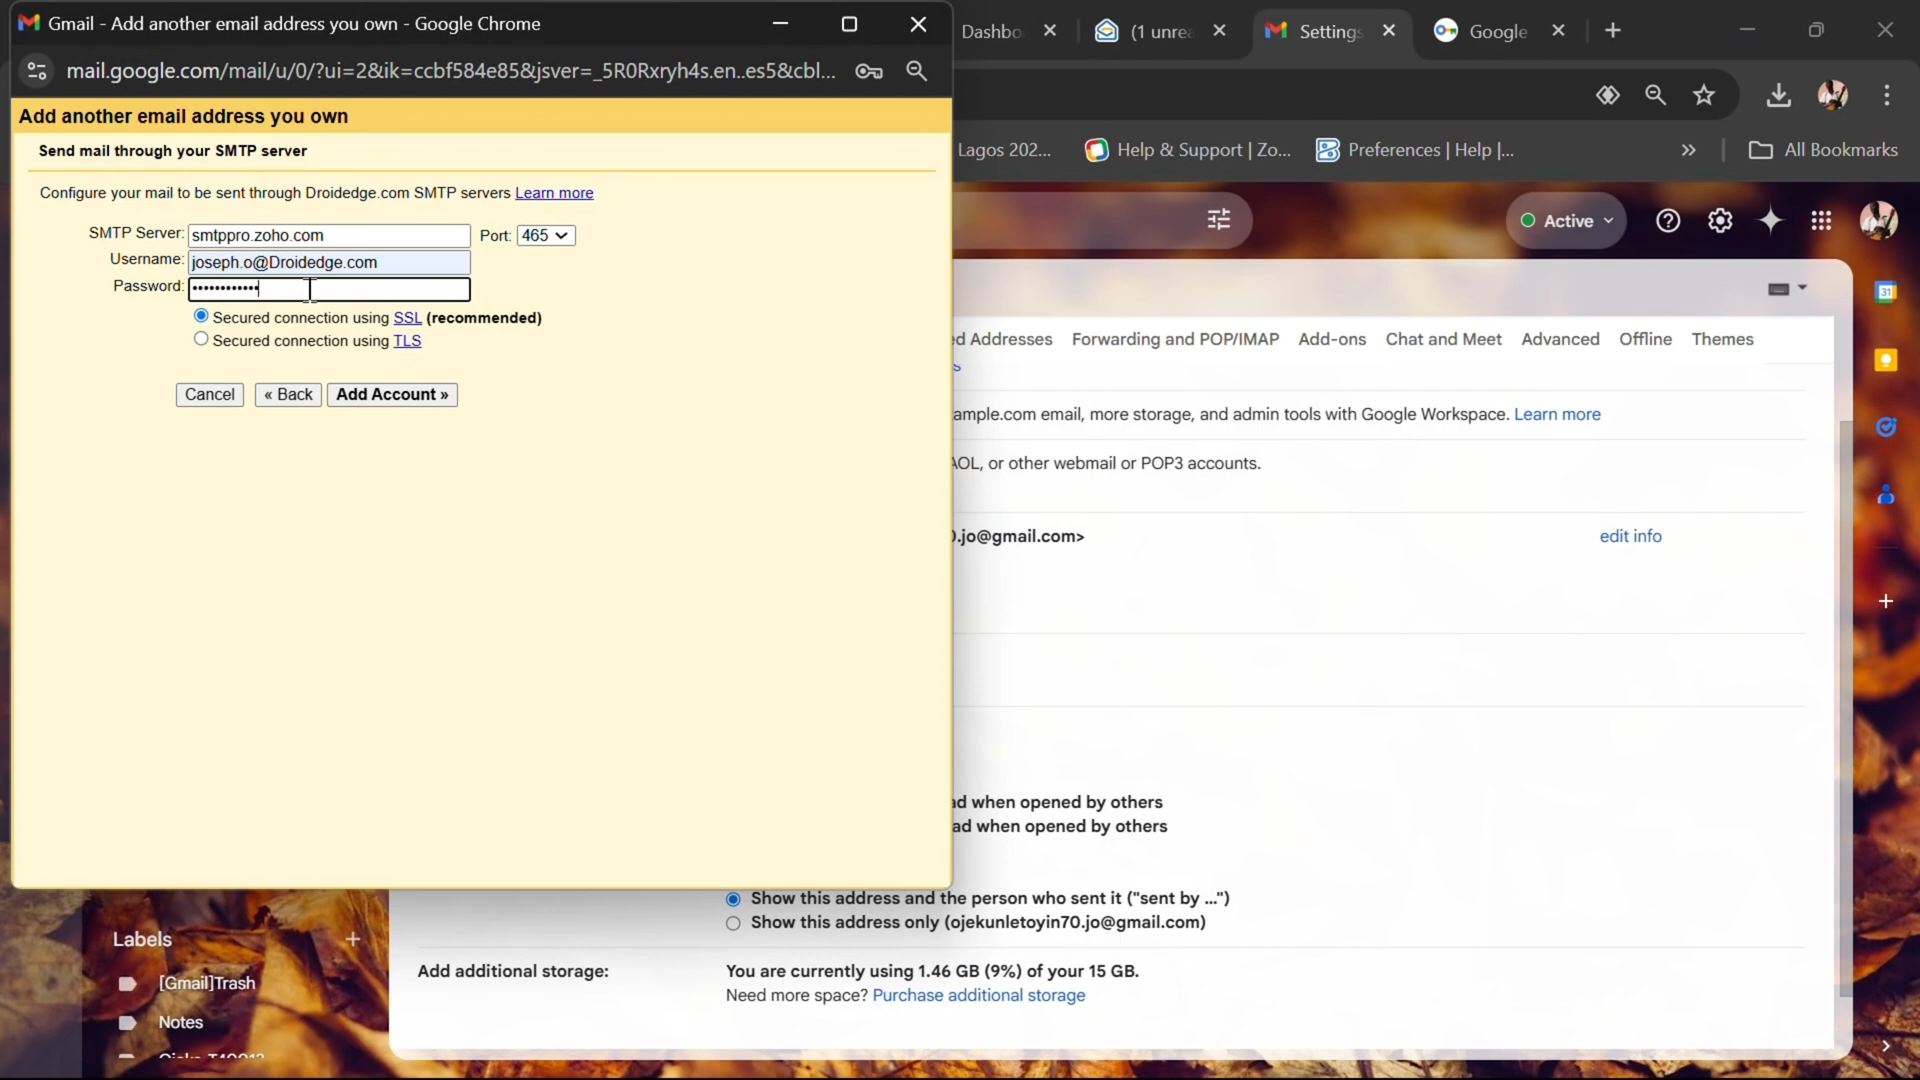 Gmail - Add another email address you own - Google Chrome
mail.google.com/mail/u/0/?ui=2&ik=ccbf584e85&jsver=_5R0Rxryh4s.en..es5&cbl...
Add another email address you own
Send mail through your SMTP server
Configure your mail to be sent through Droidedge.com SMTP servers Learn more
SMTP Server: smtppro.zoho.com Port: 465
Username: joseph.o@Droidedge.com
Password: ••••••••••••
Secured connection using SSL (recommended)
Secured connection using TLS
Cancel « Back Add Account »
Dashbo (1 unrea Settings Google
Lagos 202... Help & Support | Zo... Preferences | Help |... » All Bookmarks
Active
31
ed Addresses Forwarding and POP/IMAP Add-ons Chat and Meet Advanced Offline Themes
s
ample.com email, more storage, and admin tools with Google Workspace. Learn more
AOL, or other webmail or POP3 accounts.
0.jo@gmail.com> edit info
ad when opened by others
ad when opened by others
Show this address and the person who sent it ("sent by ...")
Show this address only (ojekunletoyin70.jo@gmail.com)
Add additional storage: You are currently using 1.46 GB (9%) of your 15 GB.
Need more space? Purchase additional storage
Labels
[Gmail]Trash
Notes